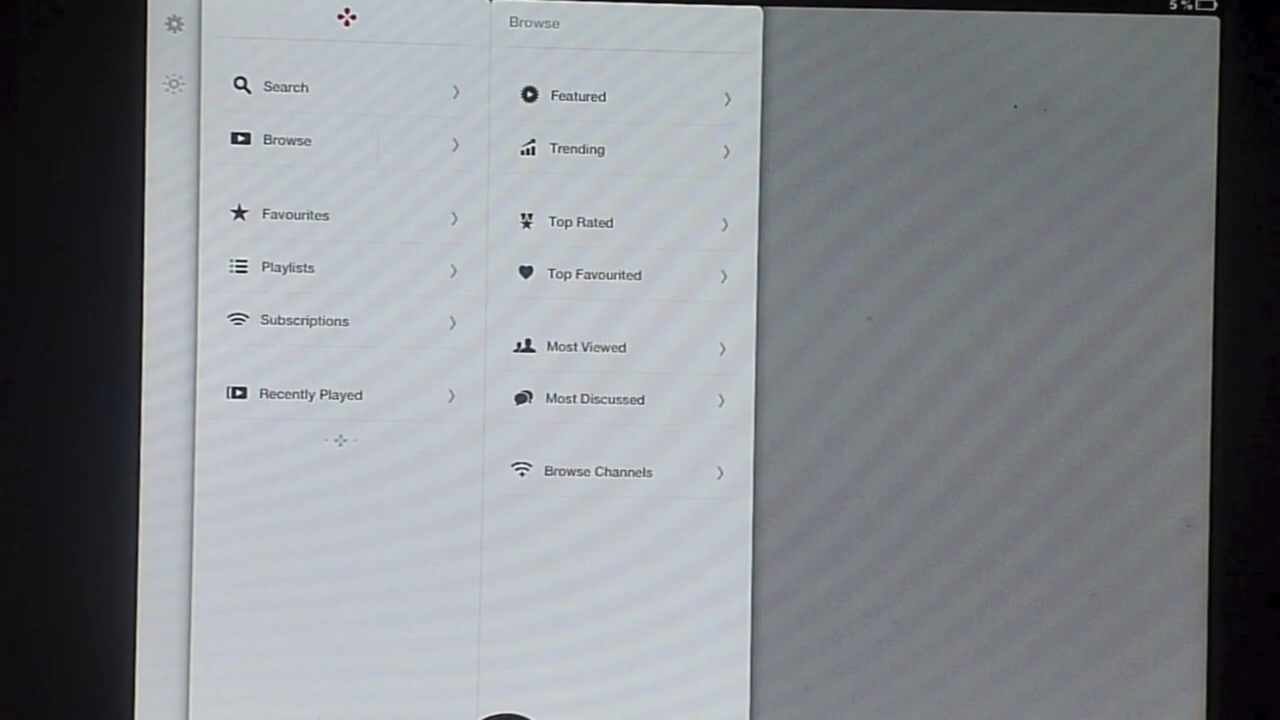 5 %
Search
Browse
Favourites
Playlists
Subscriptions
Recently Played
Browse
Featured
Trending
Top Rated
Top Favourited
Most Viewed
Most Discussed
Browse Channels